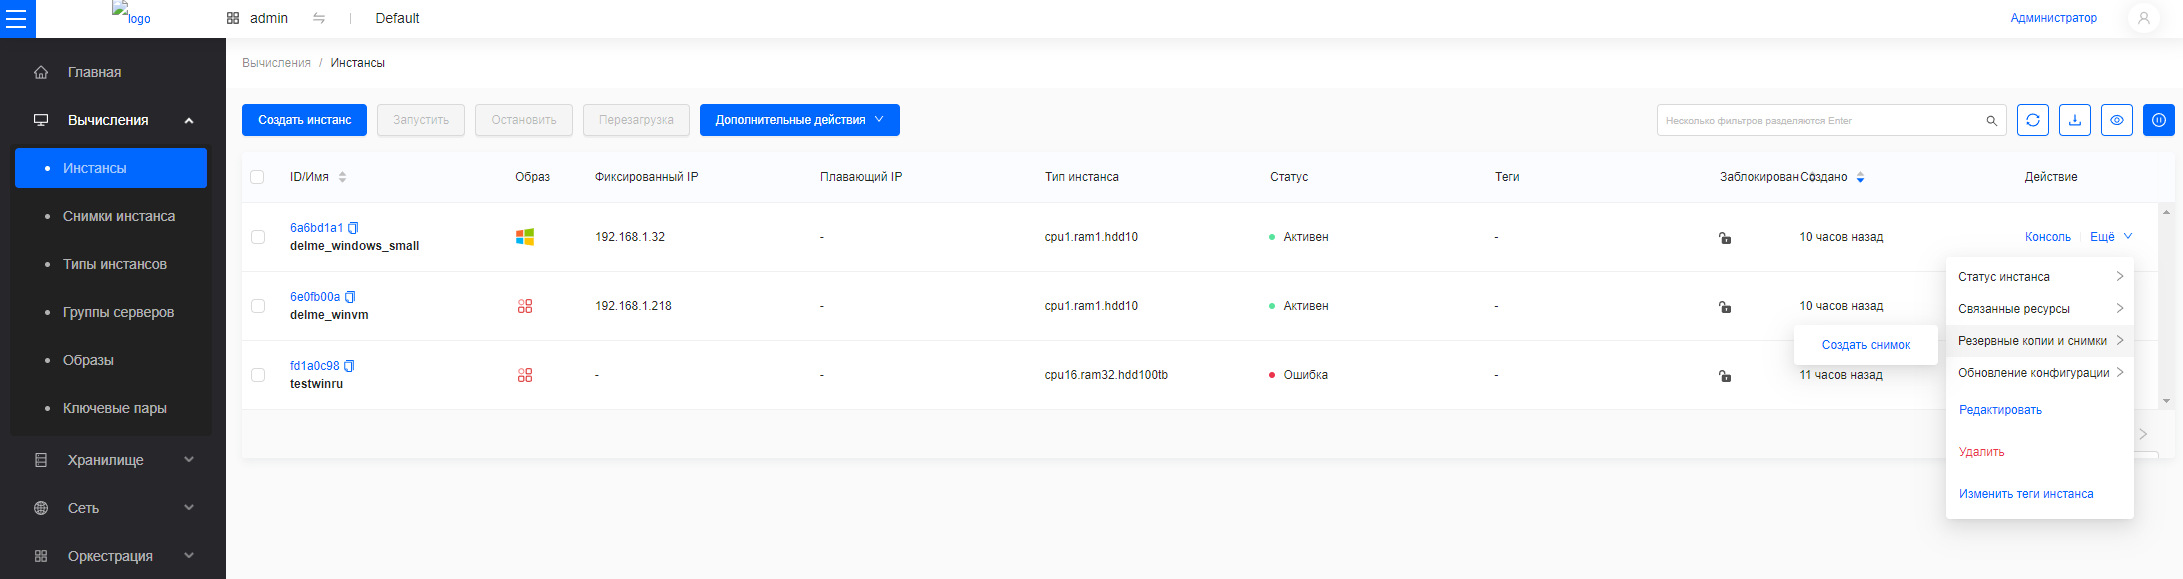 logo
admin
Default
Администратор
Главная
Вычисления
Инстансы
Снимки инстанса
Типы инстансов
Группы серверов
Образы
Ключевые пары
Хранилище
Сеть
Оркестрация
Вычисления / Инстансы
Создать инстанс
Запустить
Остановить
Перезагрузка
Дополнительные действия
Несколько фильтров разделяются Enter
ID/Имя Образ Фиксированный IP Плавающий IP Тип инстанса Статус Теги Заблокирован Создано Действие
6a6bd1a1
delme_windows_small
192.168.1.32 - cpu1.ram1.hdd10 Активен - 10 часов назад Консоль Ещё
6e0fb00a
delme_winvm
192.168.1.218 - cpu1.ram1.hdd10 Активен - 10 часов назад
fd1a0c98
testwinru
- - cpu16.ram32.hdd100tb Ошибка - 11 часов назад
Статус инстанса
Связанные ресурсы
Резервные копии и снимки
Создать снимок
Обновление конфигурации
Редактировать
Удалить
Изменить теги инстанса